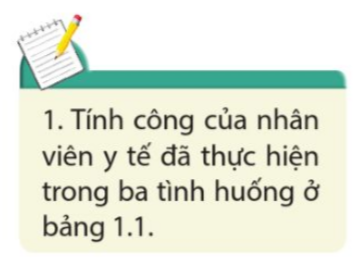 1. Tính công của nhân
viên y tế đã thực hiện
trong ba tình huống ở
bảng 1.1.